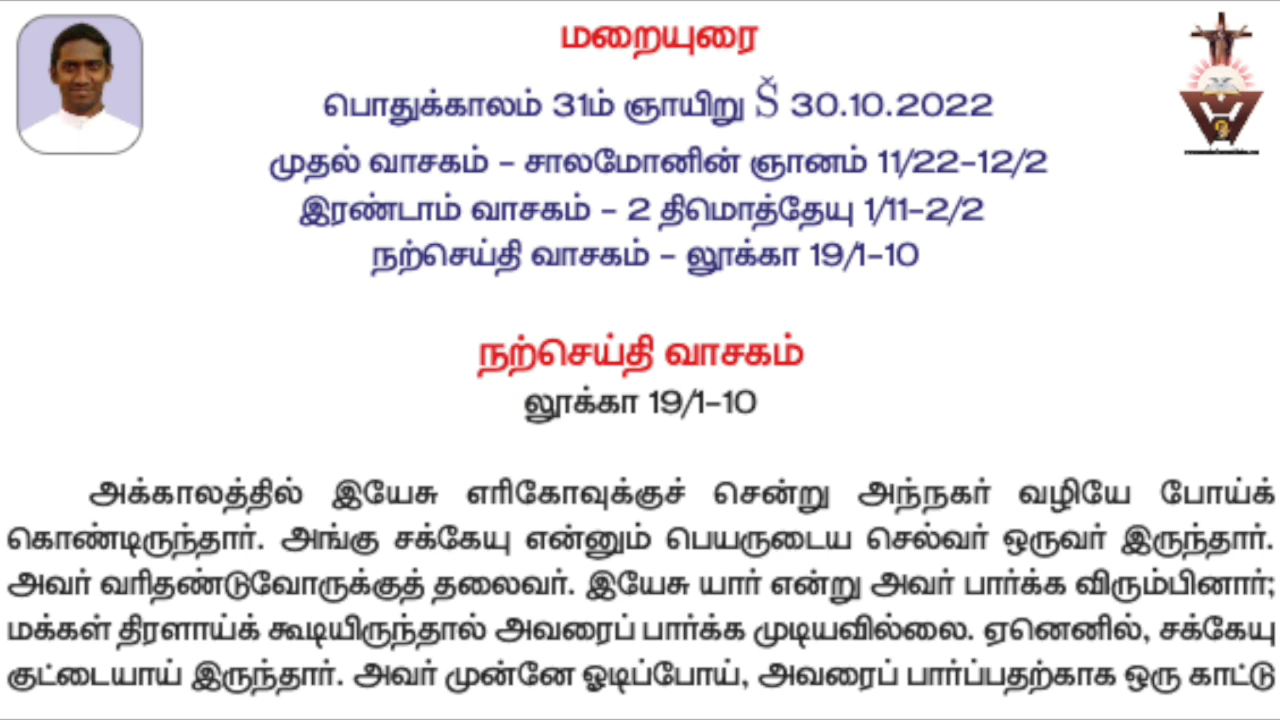 மறையுரை
பொதுக்காலம் 31ம் ஞாயிறு Š 30.10.2022
முதல் வாசகம் - சாலமோனின் ஞானம் 11/22-12/2
இரண்டாம் வாசகம் - 2 திமொத்தேயு 1/11-2/2
நற்செய்தி வாசகம் - லூக்கா 19/1-10
நற்செய்தி வாசகம்
லூக்கா 19/1-10
அக்காலத்தில் இயேசு எரிகோவுக்குச் சென்று அந்நகர் வழியே போய்க்
கொண்டிருந்தார். அங்கு சக்கேயு என்னும் பெயருடைய செல்வர் ஒருவர் இருந்தார்.
அவர் வரிதண்டுவோருக்குத் தலைவர். இயேசு யார் என்று அவர் பார்க்க விரும்பினார்;
மக்கள் திரளாய்க் கூடியிருந்தால் அவரைப் பார்க்க முடியவில்லை. ஏனெனில், சக்கேயு
குட்டையாய் இருந்தார். அவர் முன்னே ஓடிப்போய், அவரைப் பார்ப்பதற்காக ஒரு காட்டு